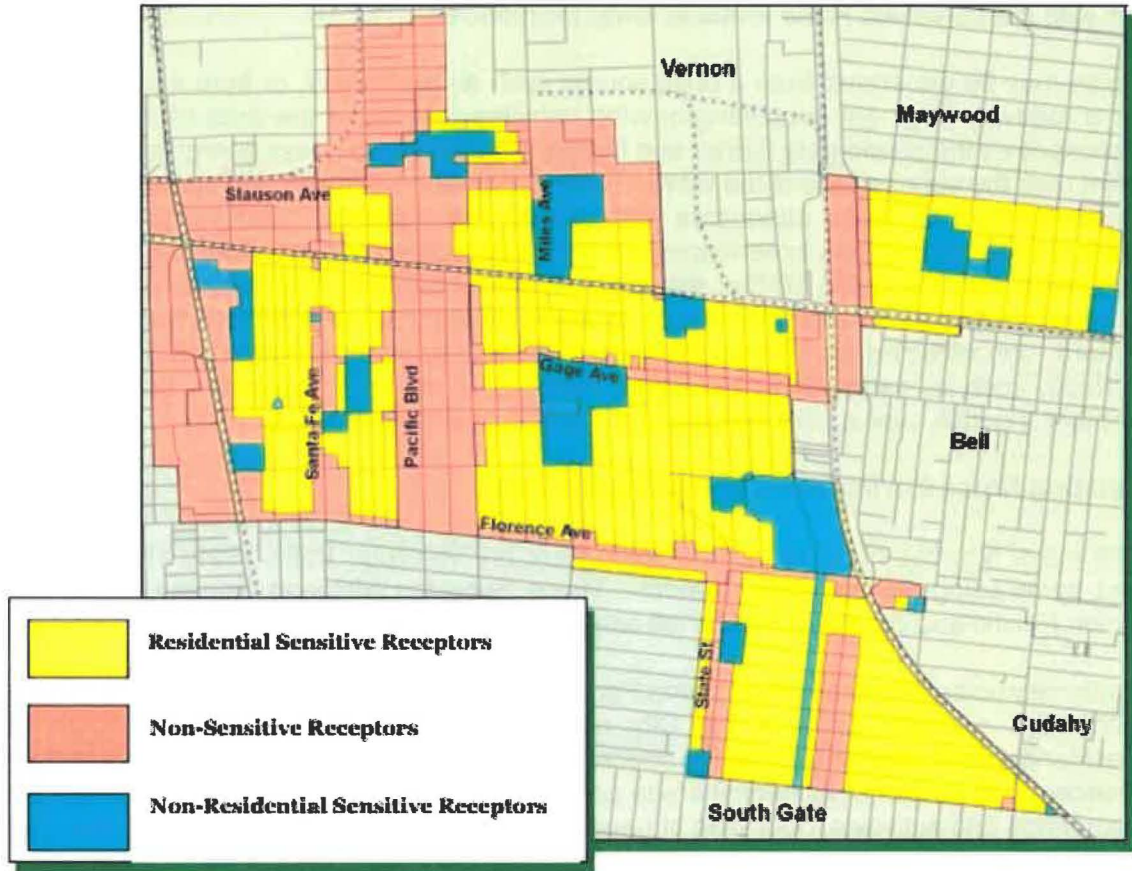 Vernon
Maywood
Slauson Ave
Miles Ave
Gage Ave
Santa Fe Ave
Pacific Blvd
Bell
Florence Ave
State St
Cudahy
South Gate
Residential Sensitive Receptors
Non-Sensitive Receptors
Non-Residential Sensitive Receptors